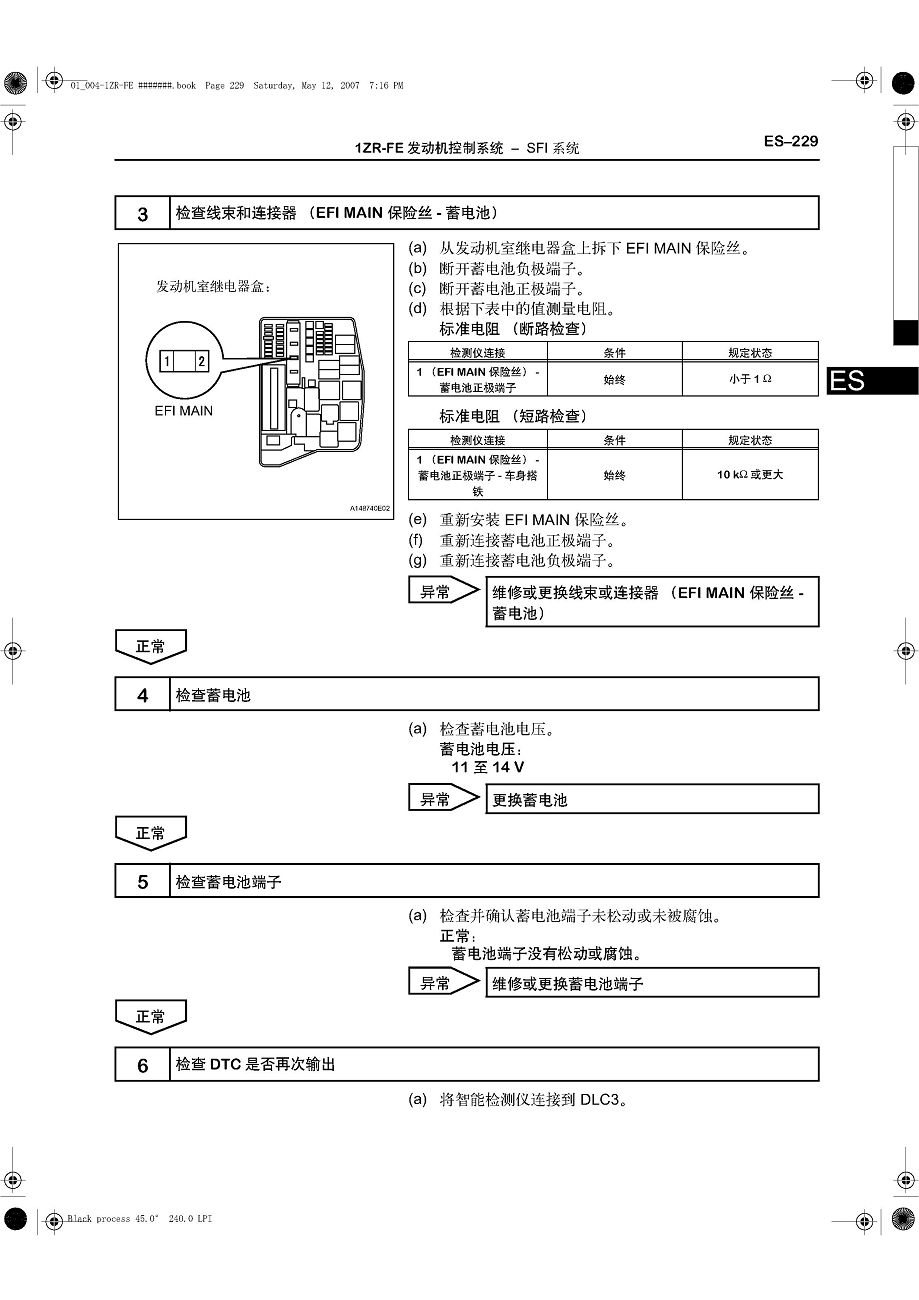 01_004-1ZR-FE #######.book Page 229 Saturday, May 12, 2007 7:16 PM
1ZR-FE 发动机控制系统 – SFI 系统
ES–229
3 检查线束和连接器 （EFI MAIN 保险丝 - 蓄电池）
发动机室继电器盒：
1 2
EFI MAIN
A148740E02
(a) 从发动机室继电器盒上拆下 EFI MAIN 保险丝。
(b) 断开蓄电池负极端子。
(c) 断开蓄电池正极端子。
(d) 根据下表中的值测量电阻。
标准电阻 （断路检查）
检测仪连接 条件 规定状态
1 （EFI MAIN 保险丝） -
蓄电池正极端子 始终 小于 1 Ω
ES
标准电阻 （短路检查）
检测仪连接 条件 规定状态
1 （EFI MAIN 保险丝） -
蓄电池正极端子 - 车身搭 始终 10 kΩ 或更大
铁
(e) 重新安装 EFI MAIN 保险丝。
(f) 重新连接蓄电池正极端子。
(g) 重新连接蓄电池负极端子。
异常 维修或更换线束或连接器 （EFI MAIN 保险丝 -
蓄电池）
正常
4 检查蓄电池
(a) 检查蓄电池电压。
蓄电池电压：
11 至 14 V
异常 更换蓄电池
正常
5 检查蓄电池端子
(a) 检查并确认蓄电池端子未松动或未被腐蚀。
正常：
蓄电池端子没有松动或腐蚀。
异常 维修或更换蓄电池端子
正常
6 检查 DTC 是否再次输出
(a) 将智能检测仪连接到 DLC3。
Black process 45.0° 240.0 LPI